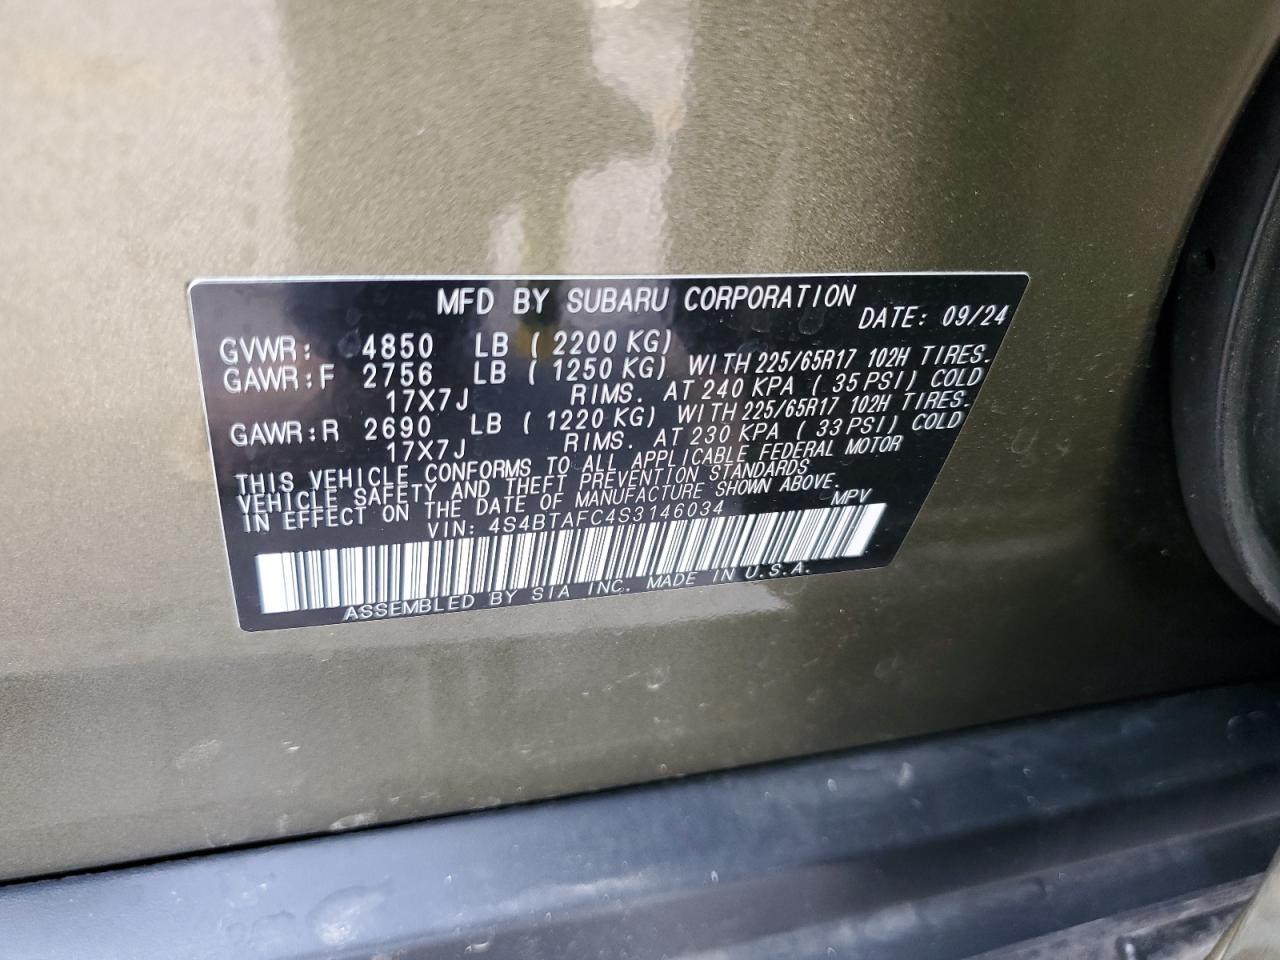 MFD BY SUBARU CORPORATION
DATE: 09/24
GVWR: 4850 LB ( 2200 KG)
GAWR:F 2756 LB ( 1250 KG) WITH 225/65R17 102H TIRES.
17X7J RIMS. AT 240 KPA ( 35 PSI) COLD
GAWR:R 2690 LB ( 1220 KG) WITH 225/65R17 102H TIRES.
17X7J RIMS. AT 230 KPA ( 33 PSI) COLD
THIS VEHICLE CONFORMS TO ALL APPLICABLE FEDERAL MOTOR
VEHICLE SAFETY AND THEFT PREVENTION STANDARDS
IN EFFECT ON THE DATE OF MANUFACTURE SHOWN ABOVE.
VIN: 4S4BTAFC4S3146034 MPV
ASSEMBLED BY SIA INC. MADE IN U.S.A.